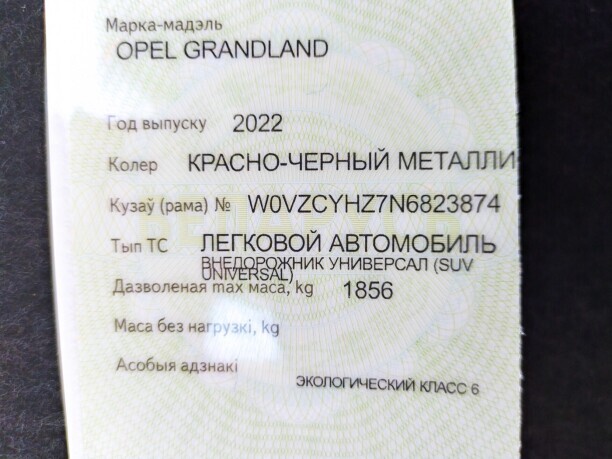 Марка-мадэль
OPEL GRANDLAND
Год выпуску 2022
Колер КРАСНО-ЧЕРНЫЙ МЕТАЛЛИ
Кузаў (рама) № W0VZCYHZ7N6823874
Тып ТС ЛЕГКОВОЙ АВТОМОБИЛЬ
ВНЕДОРОЖНИК УНИВЕРСАЛ (SUV
UNIVERSAL)
Дазволеная max маса, kg 1856
Маса без нагрузкі, kg
Асобыя адзнакі
ЭКОЛОГИЧЕСКИЙ КЛАСС 6